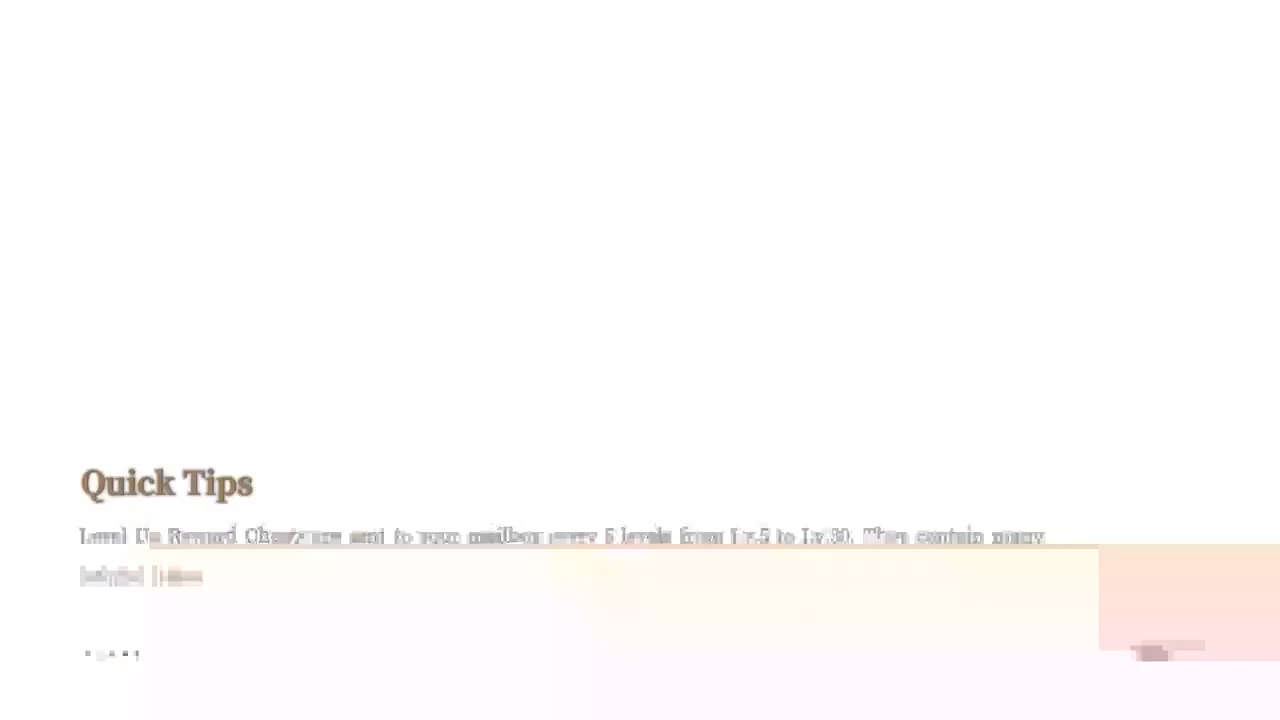 Quick Tips
Level Up Reward Chests are sent to your mailbox every 5 levels from Lv.5 to Lv.30. They contain many
helpful items